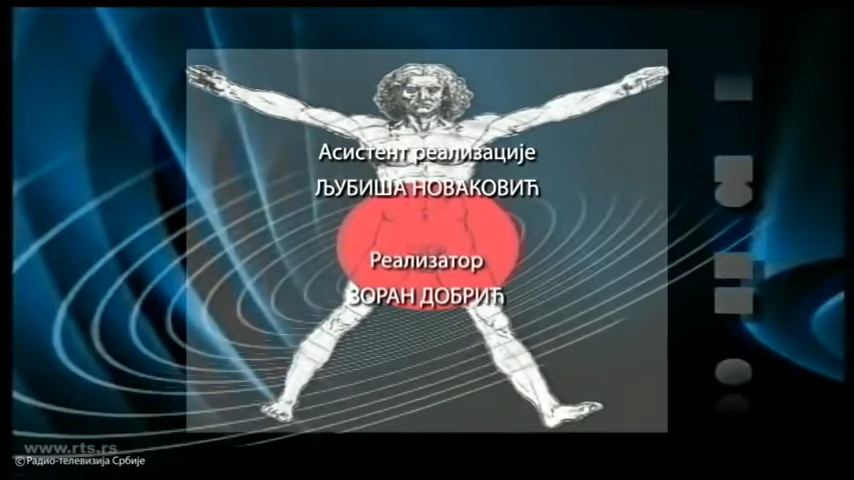 Асистент реализације
ЉУБИША НОВАКОВИЋ
Реализатор
ЗОРАН ДОБРИЋ
www.rts.rs
©Радио-телевизија Србије